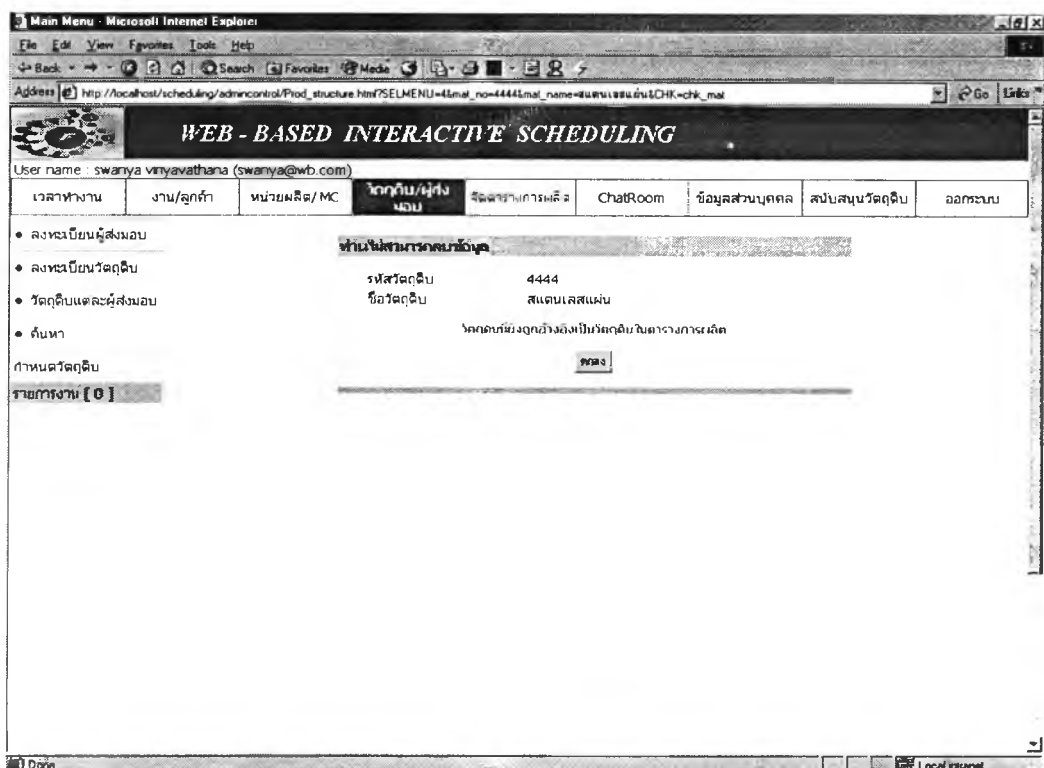 Main Menu - Microsoft Internet Explorer
File Edit View Favorites Tools Help
Back Search Favorites Media
Address http://localhost/scheduling/admincontrol/Prod_structure.html?SELMENU=4&mat_no=4444&mat_name=สแตนเลสแผ่น&CHK=chk_mat Go Links
WEB - BASED INTERACTIVE SCHEDULING
User name : swanya virryavathana (swanya@wb.com)
เวลาทำงาน งาน/ลูกค้า หน่วยผลิต/ MC วัตถุดิบ/ผู้ส่งมอบ จัดตารางการผลิต ChatRoom ข้อมูลส่วนบุคคล สนับสนุนวัตถุดิบ ออกระบบ
● ลงทะเบียนผู้ส่งมอบ
● ลงทะเบียนวัตถุดิบ
● วัตถุดิบแต่ละผู้ส่งมอบ
● ค้นหา
กำหนดวัตถุดิบ
รายการงาน [ 0 ]
ท่านไม่สามารถลบข้อมูล
รหัสวัตถุดิบ 4444
ชื่อวัตถุดิบ สแตนเลสแผ่น
วัตถุดิบนี้ยังถูกอ้างอิงเป็นวัตถุดิบในตารางการผลิต
ตกลง
Done Local intranet